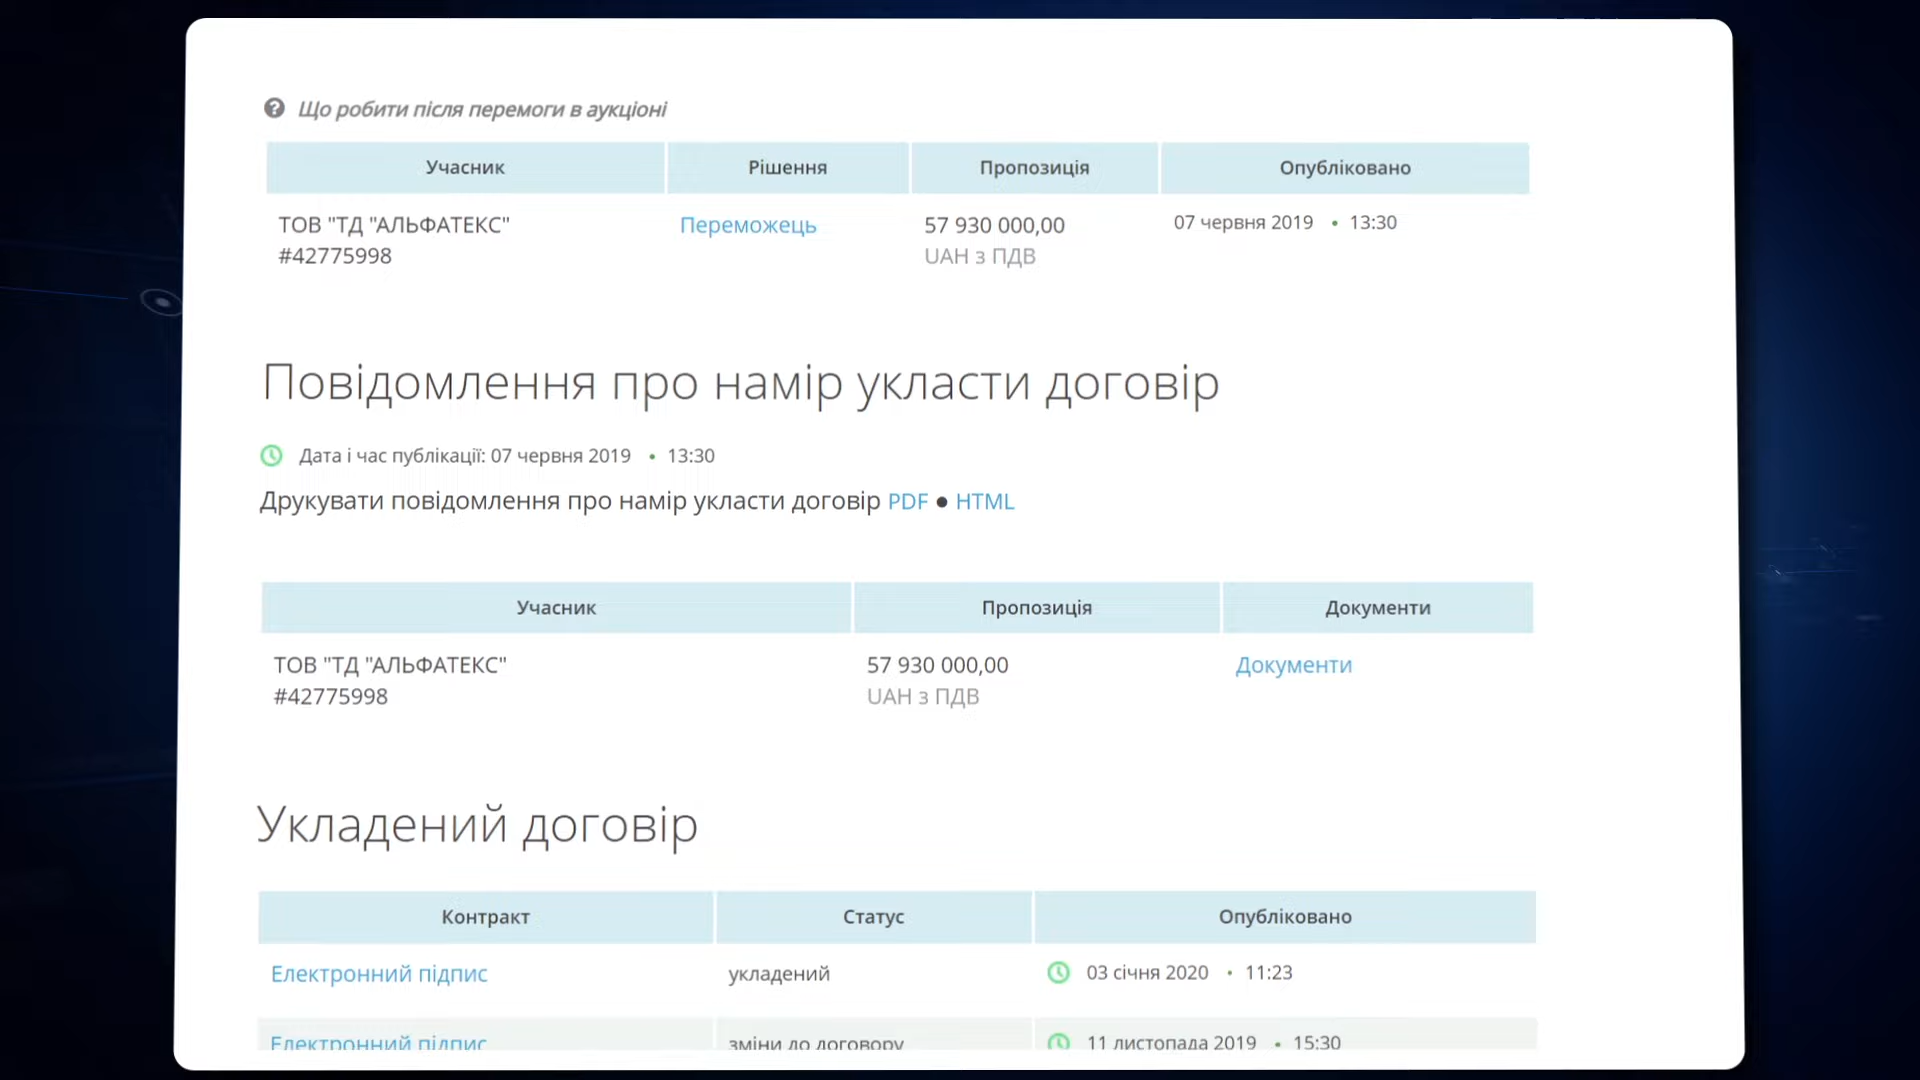 Що робити після перемоги в аукціоні
Учасник Рішення Пропозиція Опубліковано
ТОВ "ТД "АЛЬФАТЕКС" Переможець 57 930 000,00 07 червня 2019 • 13:30
#42775998 UAH з ПДВ
Повідомлення про намір укласти договір
Дата і час публікації: 07 червня 2019 • 13:30
Друкувати повідомлення про намір укласти договір PDF ● HTML
Учасник Пропозиція Документи
ТОВ "ТД "АЛЬФАТЕКС" 57 930 000,00 Документи
#42775998 UAH з ПДВ
Укладений договір
Контракт Статус Опубліковано
Електронний підпис укладений 03 січня 2020 • 11:23
Електронний підпис зміни до договору 11 листопада 2019 • 15:30